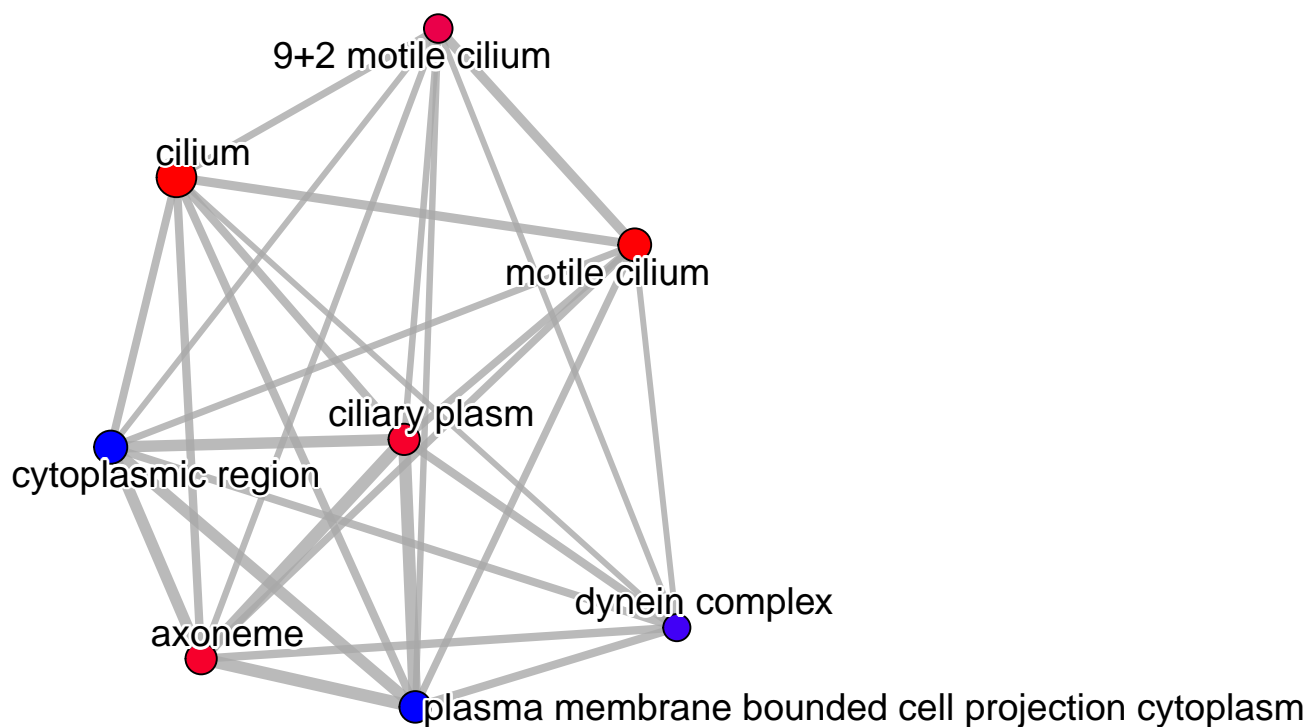 9+2 motile cilium
cilium
motile cilium
ciliary plasm
cytoplasmic region
dynein complex
axoneme
plasma membrane bounded cell projection cytoplasm